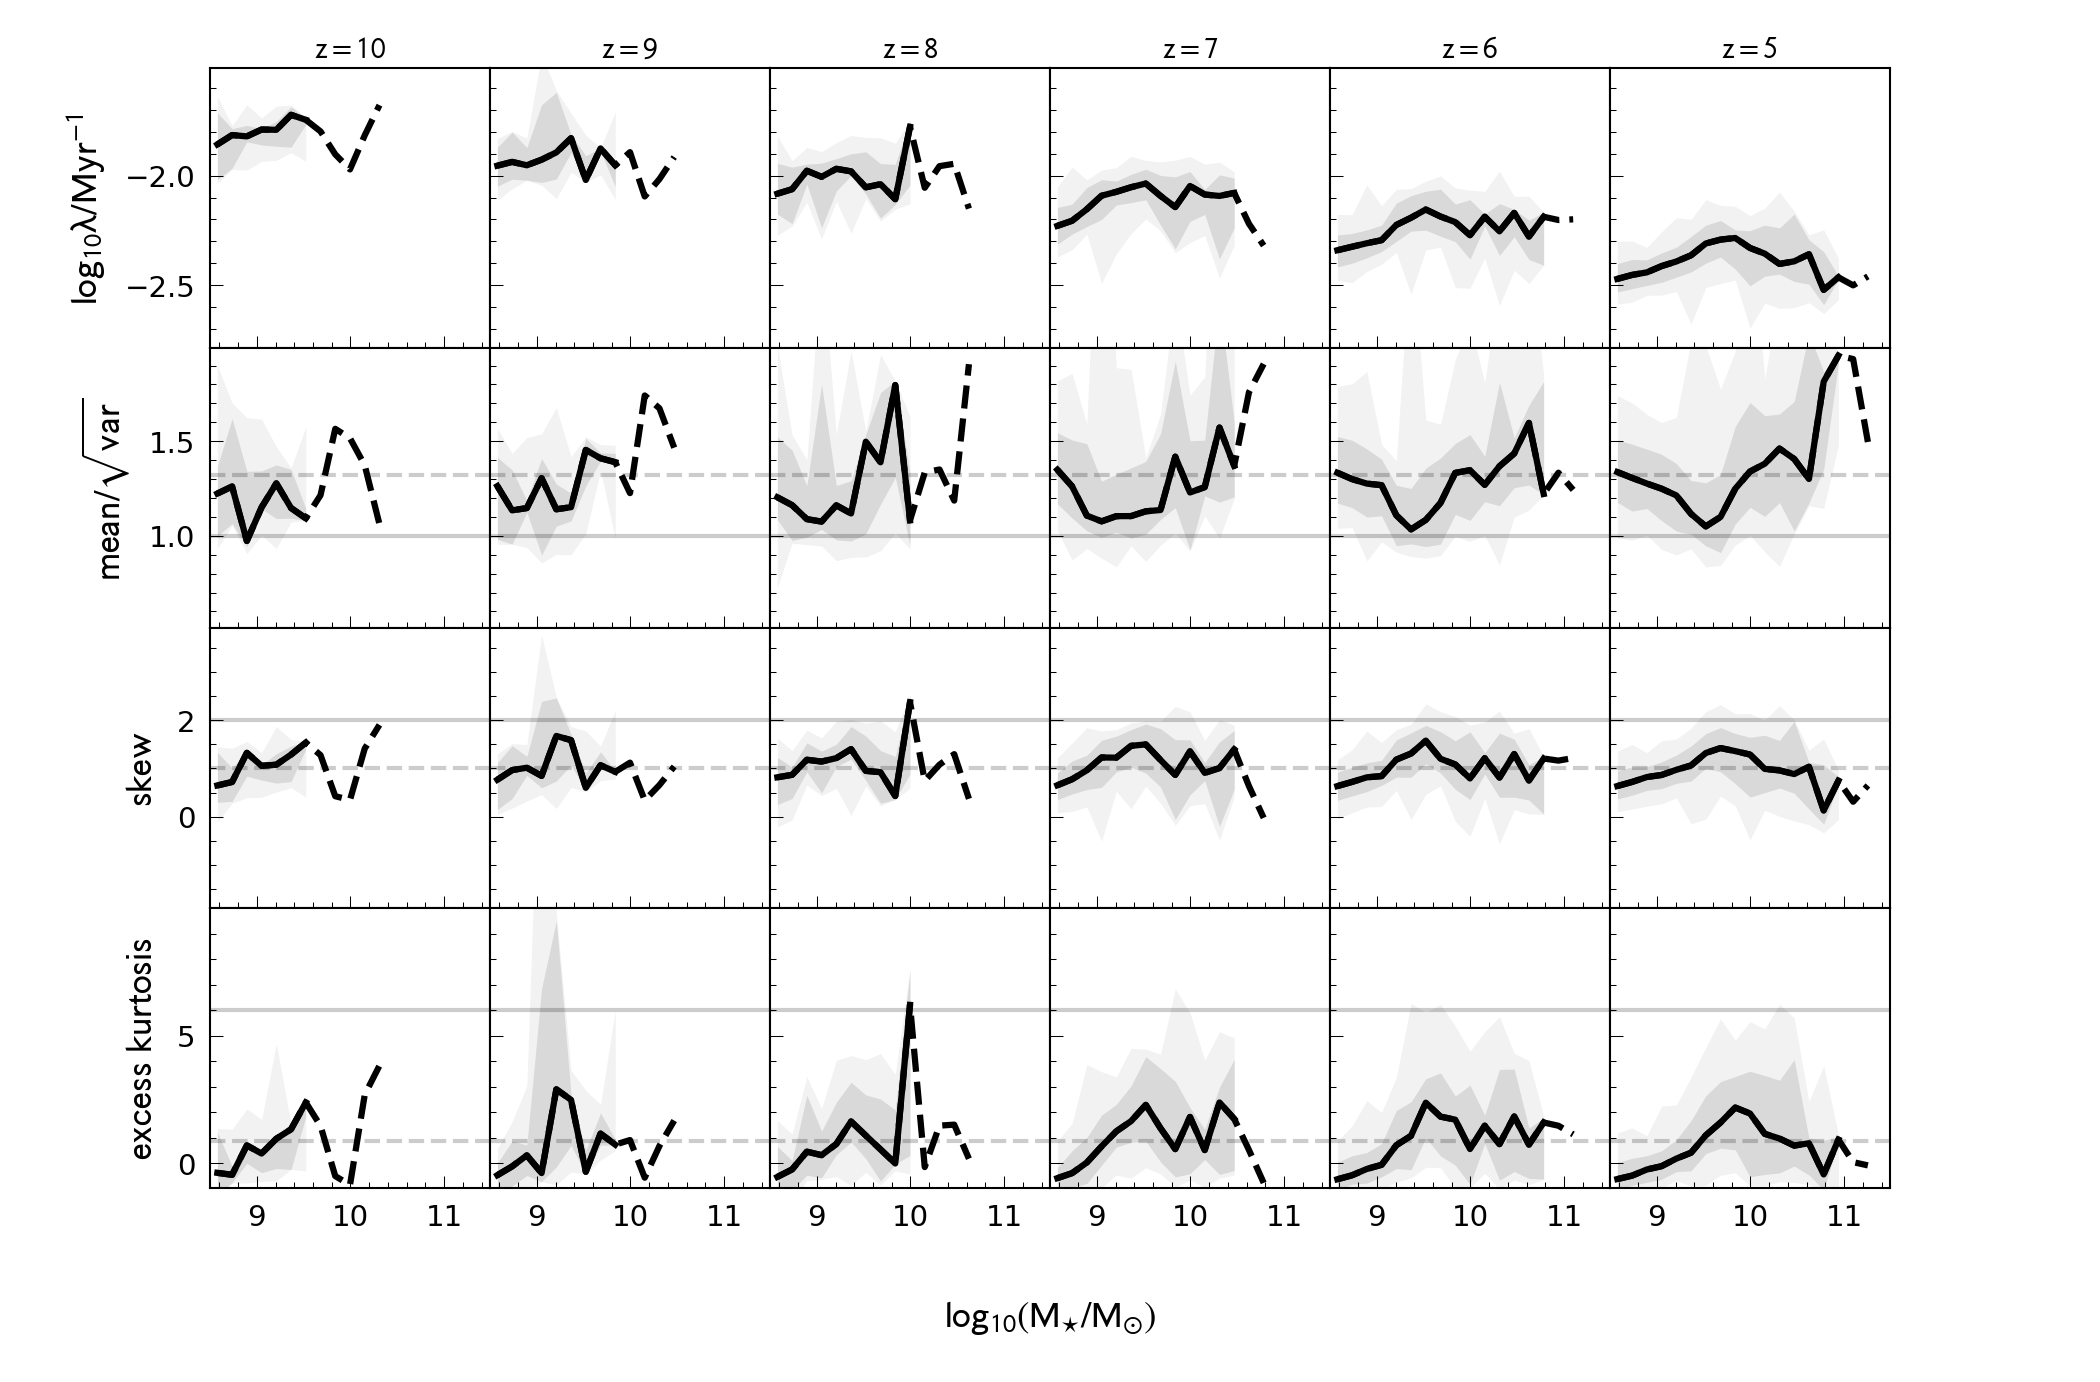 z=10 z=9 z=8 z=7 z=6 z=5
log₁₀λ/Myr⁻¹
−2.0
−2.5
mean/√var
1.5
1.0
skew
2
0
excess kurtosis
5
0
9 10 11 9 10 11 9 10 11 9 10 11 9 10 11 9 10 11
log₁₀(M⋆/M⊙)